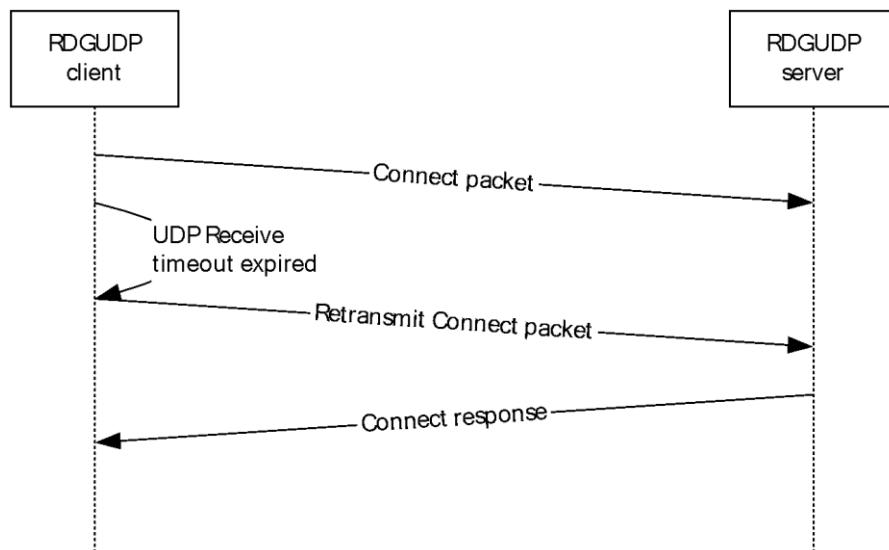 RDGUDP
client
RDGUDP
server
Connect packet
UDP Receive
timeout expired
Retransmit Connect packet
Connect response